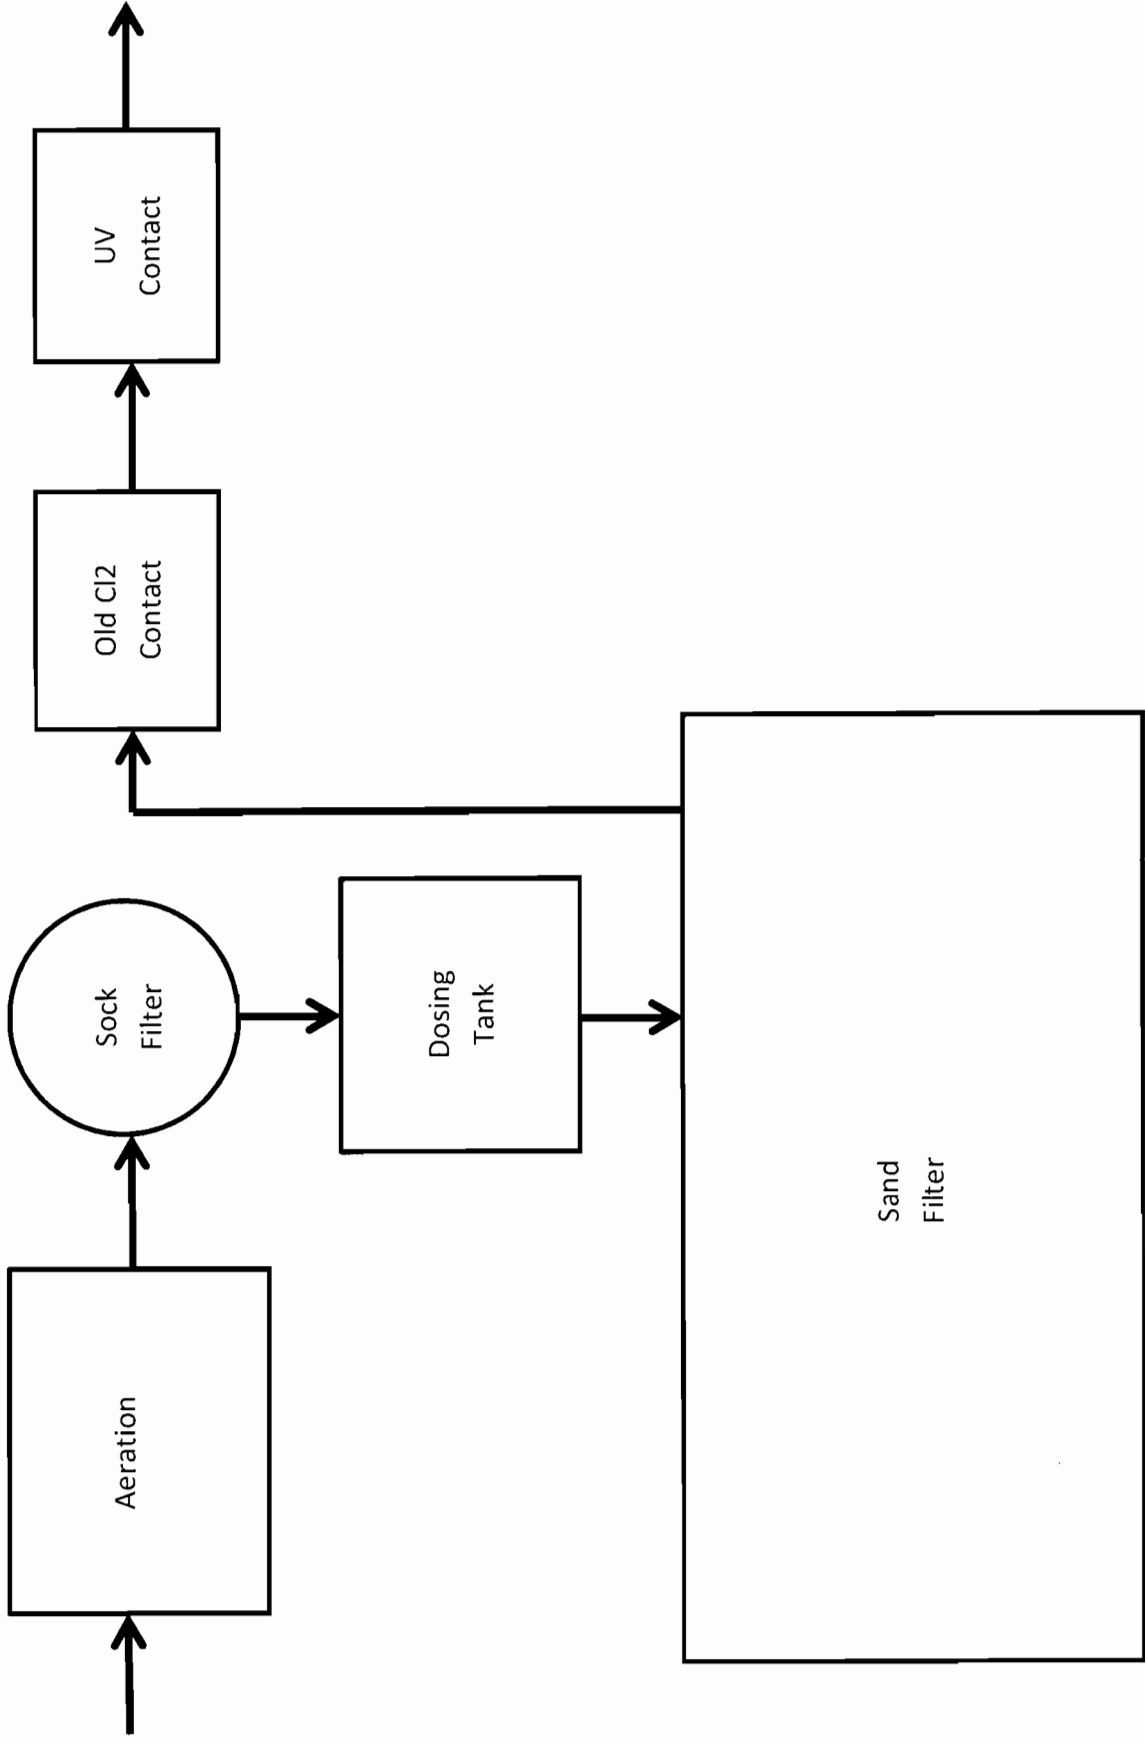 Aeration
Sock
Filter
Dosing
Tank
Sand
Filter
Old Cl2
Contact
UV
Contact